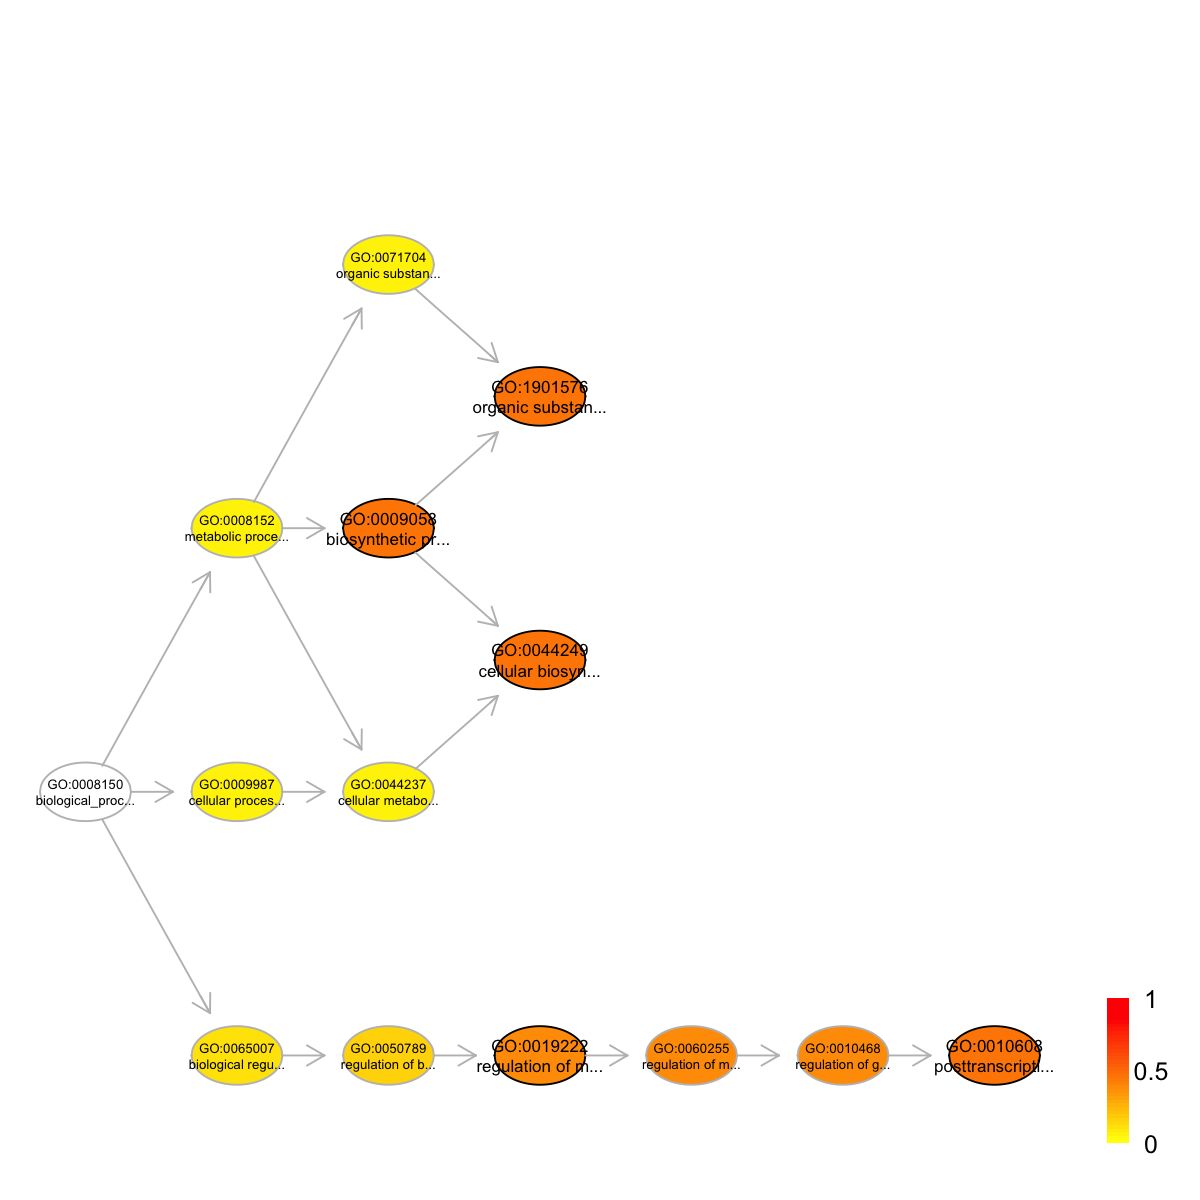 GO:0071704
organic substan...
GO:1901576
organic substan...
GO:0008152
metabolic proce...
GO:0009058
biosynthetic pr...
GO:0044249
cellular biosyn...
GO:0008150
biological_proc...
GO:0009987
cellular proces...
GO:0044237
cellular metabo...
GO:0065007
biological regu...
GO:0050789
regulation of b...
GO:0019222
regulation of m...
GO:0060255
regulation of m...
GO:0010468
regulation of g...
GO:0010608
posttranscripti...
1
0.5
0